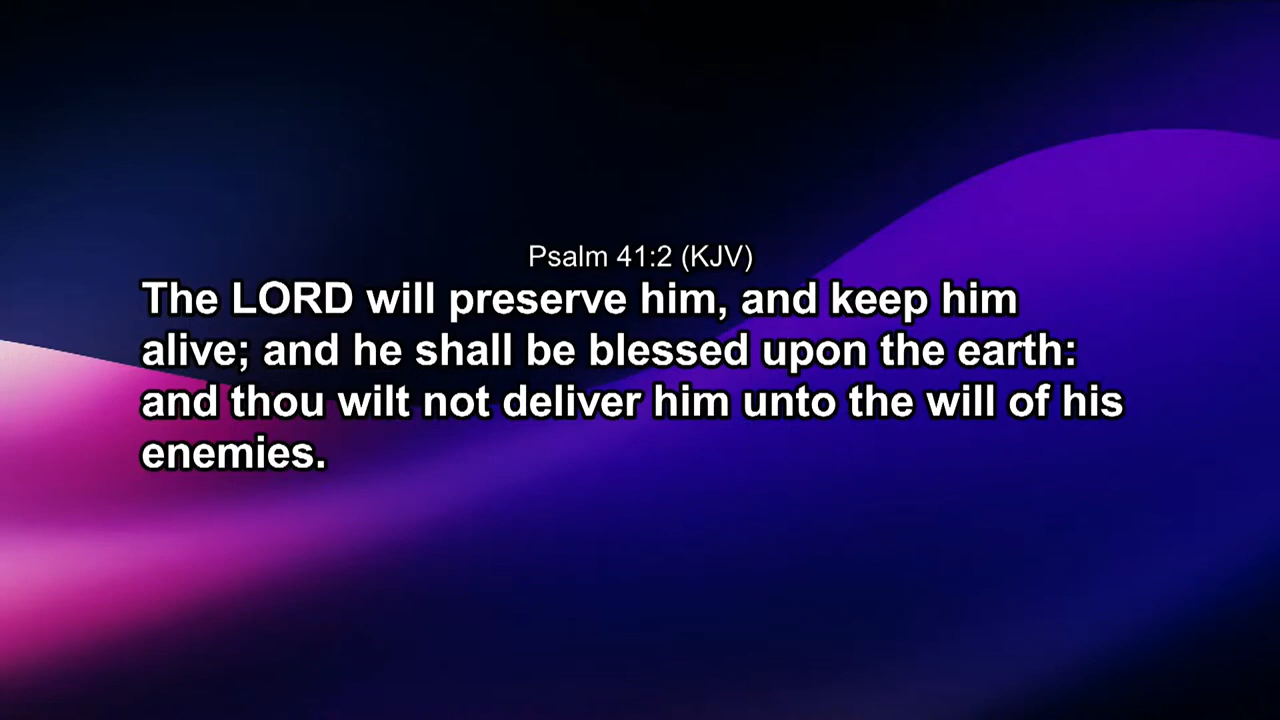 Psalm 41:2 (KJV)
The LORD will preserve him, and keep him
alive; and he shall be blessed upon the earth:
and thou wilt not deliver him unto the will of his
enemies.